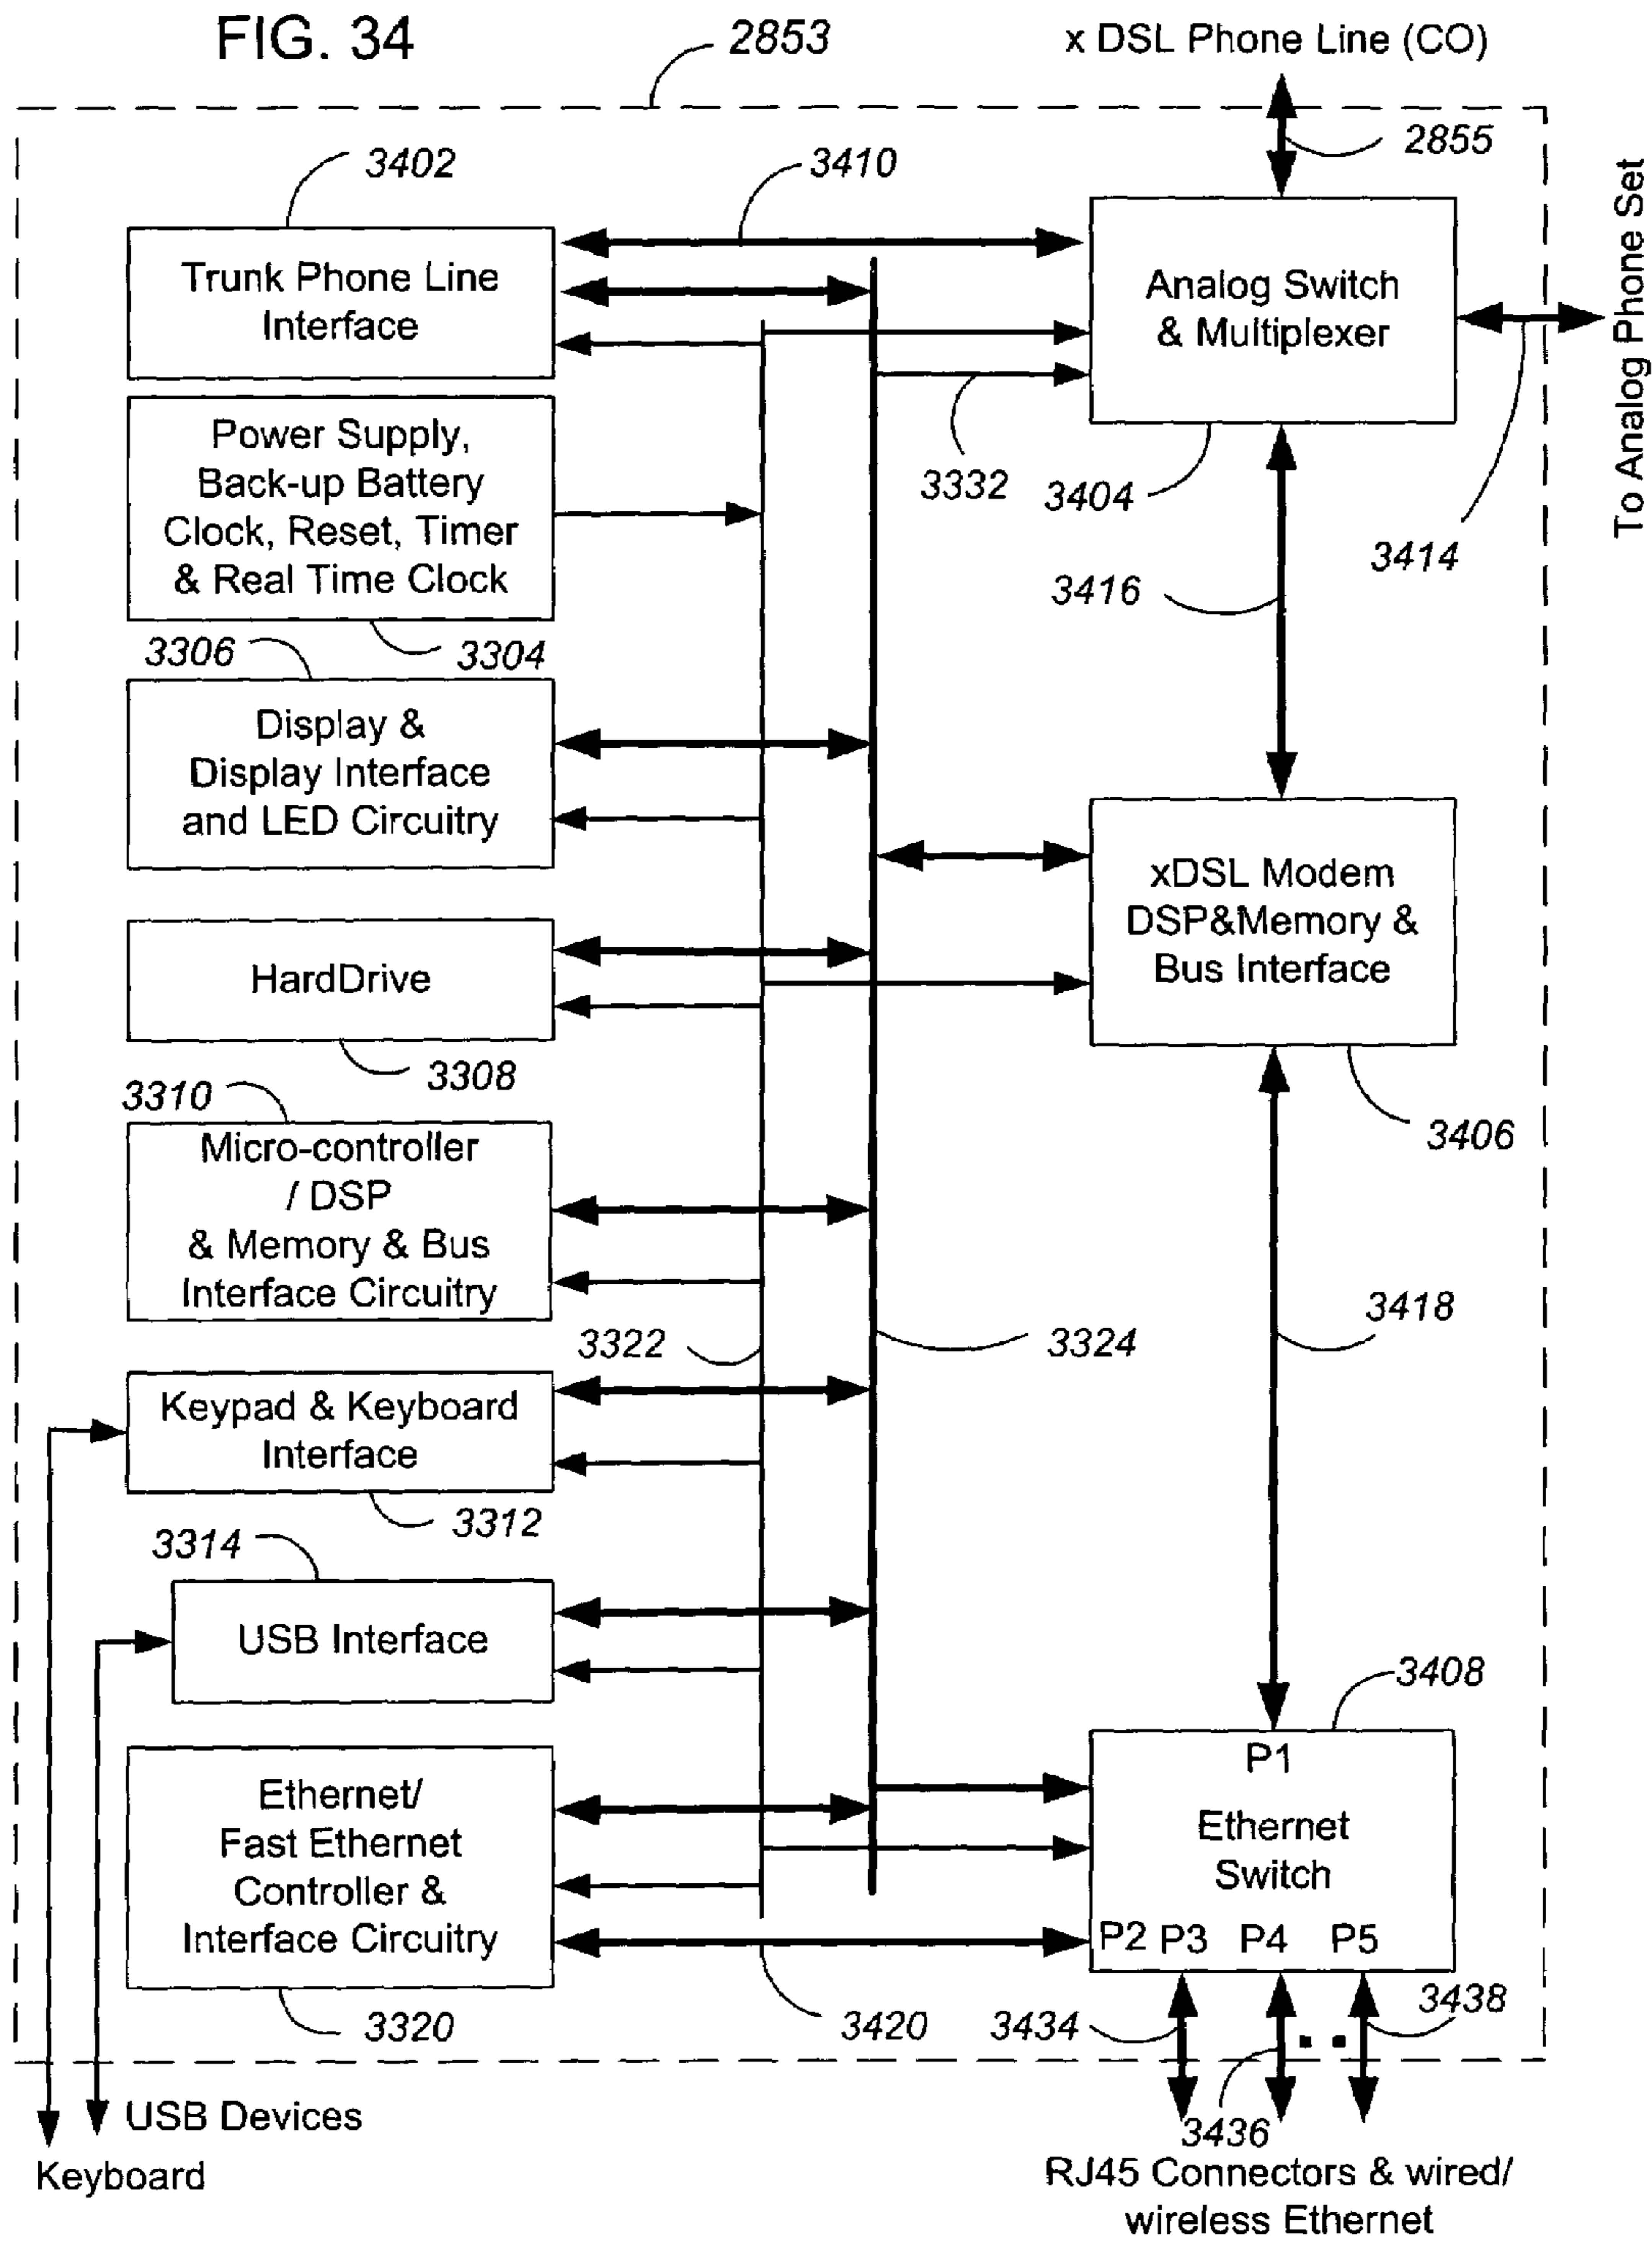 FIG. 34
2853
x DSL Phone Line (CO)
2855
3402
3410
Trunk Phone Line
Interface
Analog Switch
& Multiplexer
To Analog Phone Set
3332
3404
3414
Power Supply,
Back-up Battery
Clock, Reset, Timer
& Real Time Clock
3416
3306
3304
Display &
Display Interface
and LED Circuitry
xDSL Modem
DSP&Memory &
Bus Interface
HardDrive
3308
3406
3310
Micro-controller
/ DSP
& Memory & Bus
Interface Circuitry
3418
3322
3324
Keypad & Keyboard
Interface
3312
3314
USB Interface
3408
P1
Ethernet
Switch
P2 P3 P4 P5
Ethernet/
Fast Ethernet
Controller &
Interface Circuitry
3320
3420
3434
3438
3436
USB Devices
Keyboard
RJ45 Connectors & wired/
wireless Ethernet